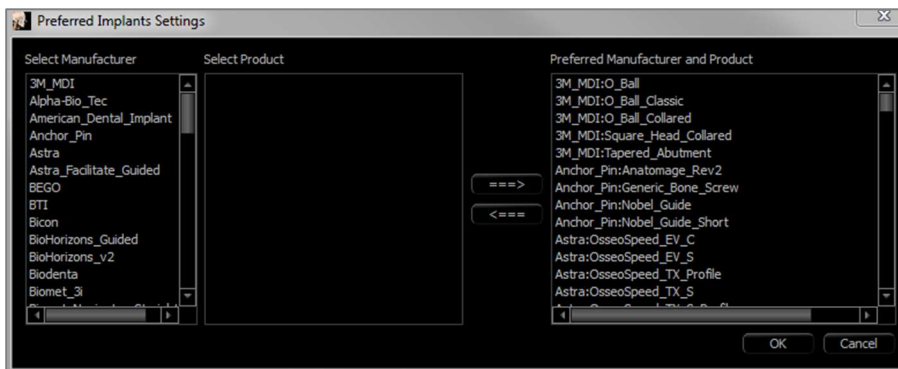 Preferred Implants Settings
Select Manufacturer
Select Product
Preferred Manufacturer and Product
3M_MDI
Alpha-Bio_Tec
American_Dental_Implant
Anchor_Pin
Astra
Astra_Facilitate_Guided
BEGO
BTI
Bicon
BioHorizons_Guided
BioHorizons_v2
Biodenta
Biomet_3i
===>
<===
3M_MDI:O_Ball
3M_MDI:O_Ball_Classic
3M_MDI:O_Ball_Collared
3M_MDI:Square_Head_Collared
3M_MDI:Tapered_Abutment
Anchor_Pin:Anatomage_Rev2
Anchor_Pin:Generic_Bone_Screw
Anchor_Pin:Nobel_Guide
Anchor_Pin:Nobel_Guide_Short
Astra:OsseoSpeed_EV_C
Astra:OsseoSpeed_EV_S
Astra:OsseoSpeed_TX_Profile
Astra:OsseoSpeed_TX_S
OK
Cancel